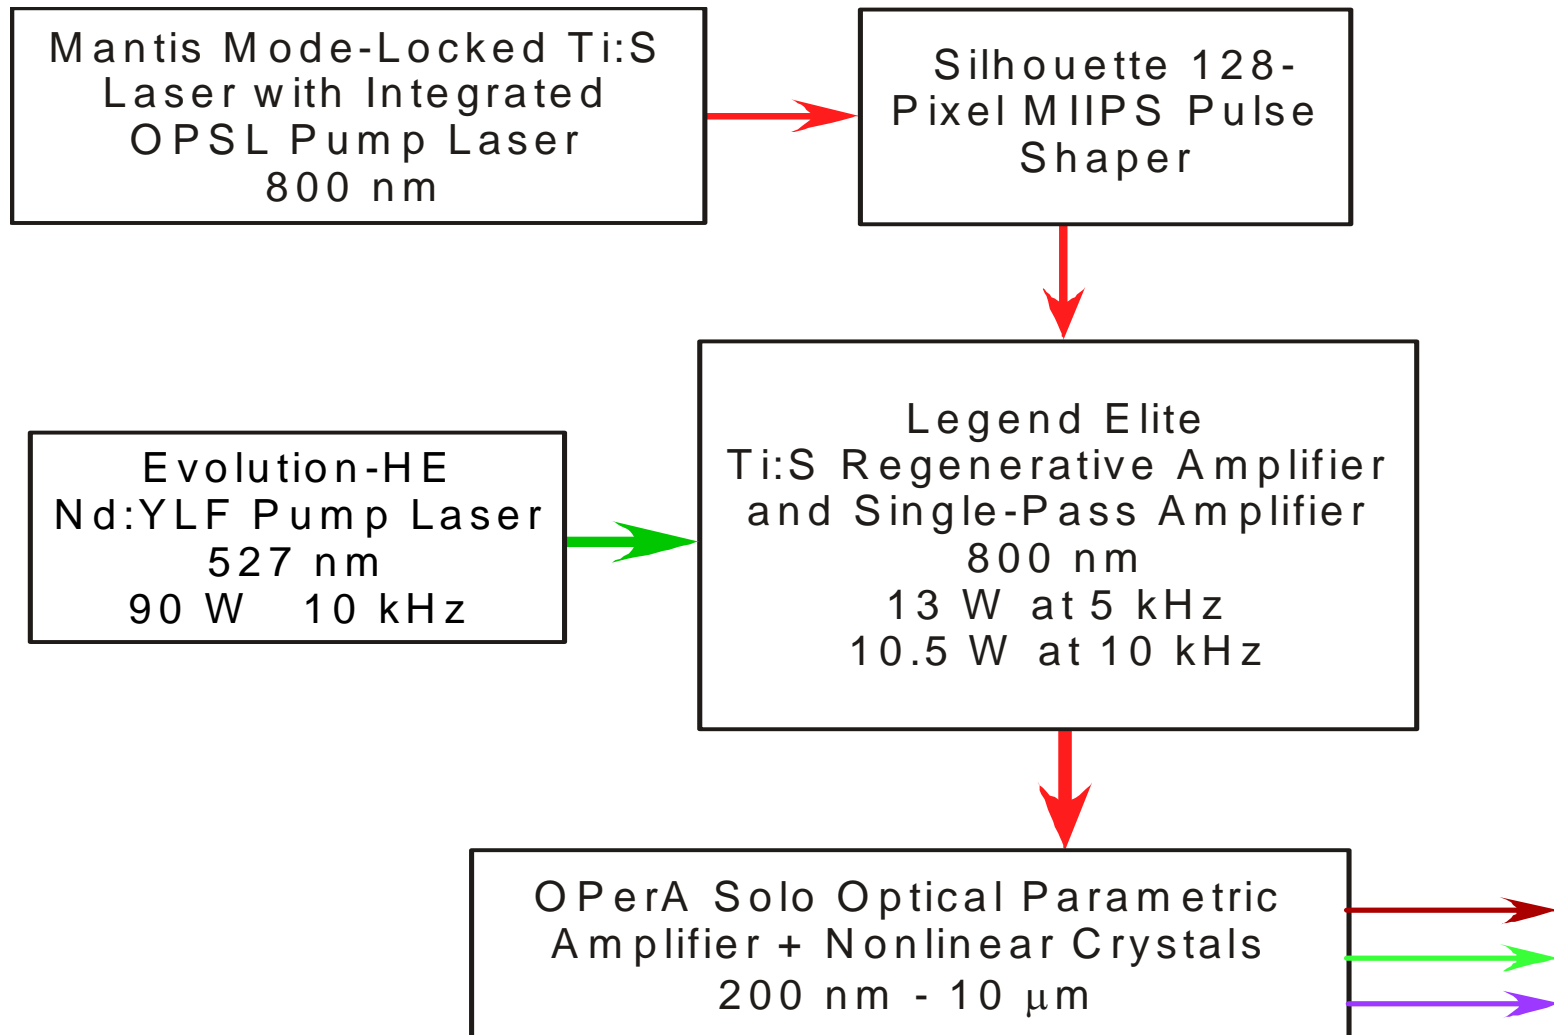 Mantis Mode-Locked Ti:S
Laser with Integrated
OPSL Pump Laser
800 nm
Silhouette 128-
Pixel MIIPS Pulse
Shaper
Legend Elite
Ti:S Regenerative Amplifier
and Single-Pass Amplifier
800 nm
13 W at 5 kHz
10.5 W at 10 kHz
Evolution-HE
Nd:YLF Pump Laser
527 nm
90 W 10 kHz
OPerA Solo Optical Parametric
Amplifier + Nonlinear Crystals
200 nm - 10 μm